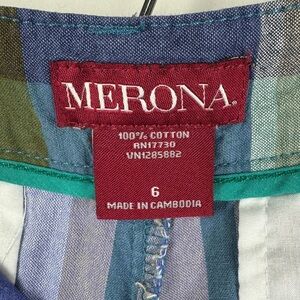 MERONA®
100% COTTON
RN17730
VN1285882
6
MADE IN CAMBODIA